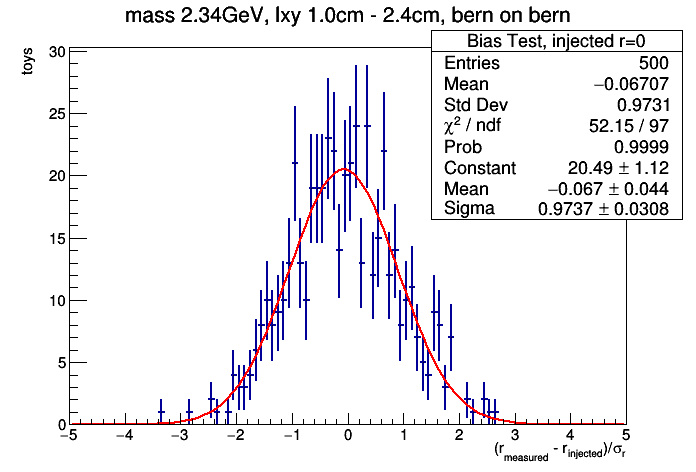 mass 2.34GeV, lxy 1.0cm - 2.4cm, bern on bern
Bias Test, injected r=0
Entries 500
Mean −0.06707
Std Dev 0.9731
χ² / ndf 52.15 / 97
Prob 0.9999
Constant 20.49 ± 1.12
Mean −0.067 ± 0.044
Sigma 0.9737 ± 0.0308
toys
30
25
20
15
10
5
0
−5 −4 −3 −2 −1 0 1 2 3 4 5
(r_measured - r_injected)/σ_r